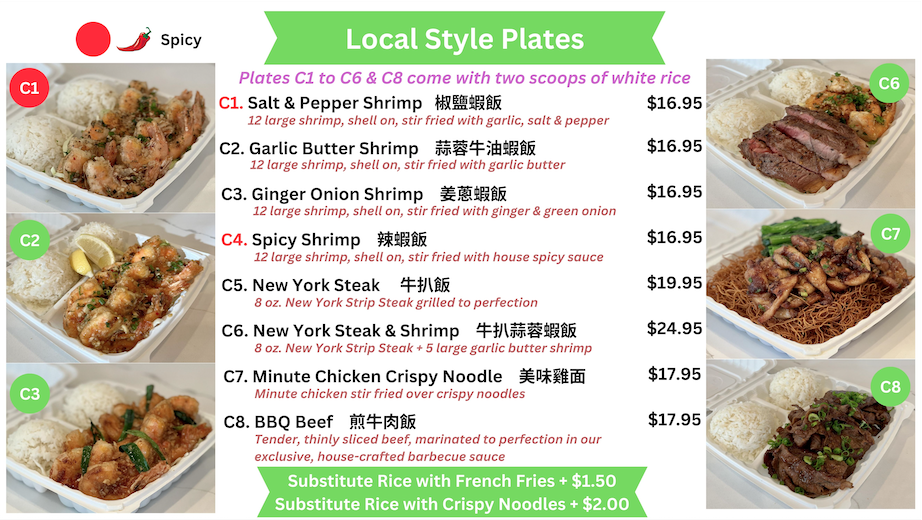 Spicy
Local Style Plates
Plates C1 to C6 & C8 come with two scoops of white rice
C1. Salt & Pepper Shrimp 椒鹽蝦飯 $16.95
12 large shrimp, shell on, stir fried with garlic, salt & pepper
C2. Garlic Butter Shrimp 蒜蓉牛油蝦飯 $16.95
12 large shrimp, shell on, stir fried with garlic butter
C3. Ginger Onion Shrimp 姜蔥蝦飯 $16.95
12 large shrimp, shell on, stir fried with ginger & green onion
C4. Spicy Shrimp 辣蝦飯 $16.95
12 large shrimp, shell on, stir fried with house spicy sauce
C5. New York Steak 牛扒飯 $19.95
8 oz. New York Strip Steak grilled to perfection
C6. New York Steak & Shrimp 牛扒蒜蓉蝦飯 $24.95
8 oz. New York Strip Steak + 5 large garlic butter shrimp
C7. Minute Chicken Crispy Noodle 美味雞面 $17.95
Minute chicken stir fried over crispy noodles
C8. BBQ Beef 煎牛肉飯 $17.95
Tender, thinly sliced beef, marinated to perfection in our
exclusive, house-crafted barbecue sauce
Substitute Rice with French Fries + $1.50
Substitute Rice with Crispy Noodles + $2.00
C1
C2
C3
C6
C7
C8